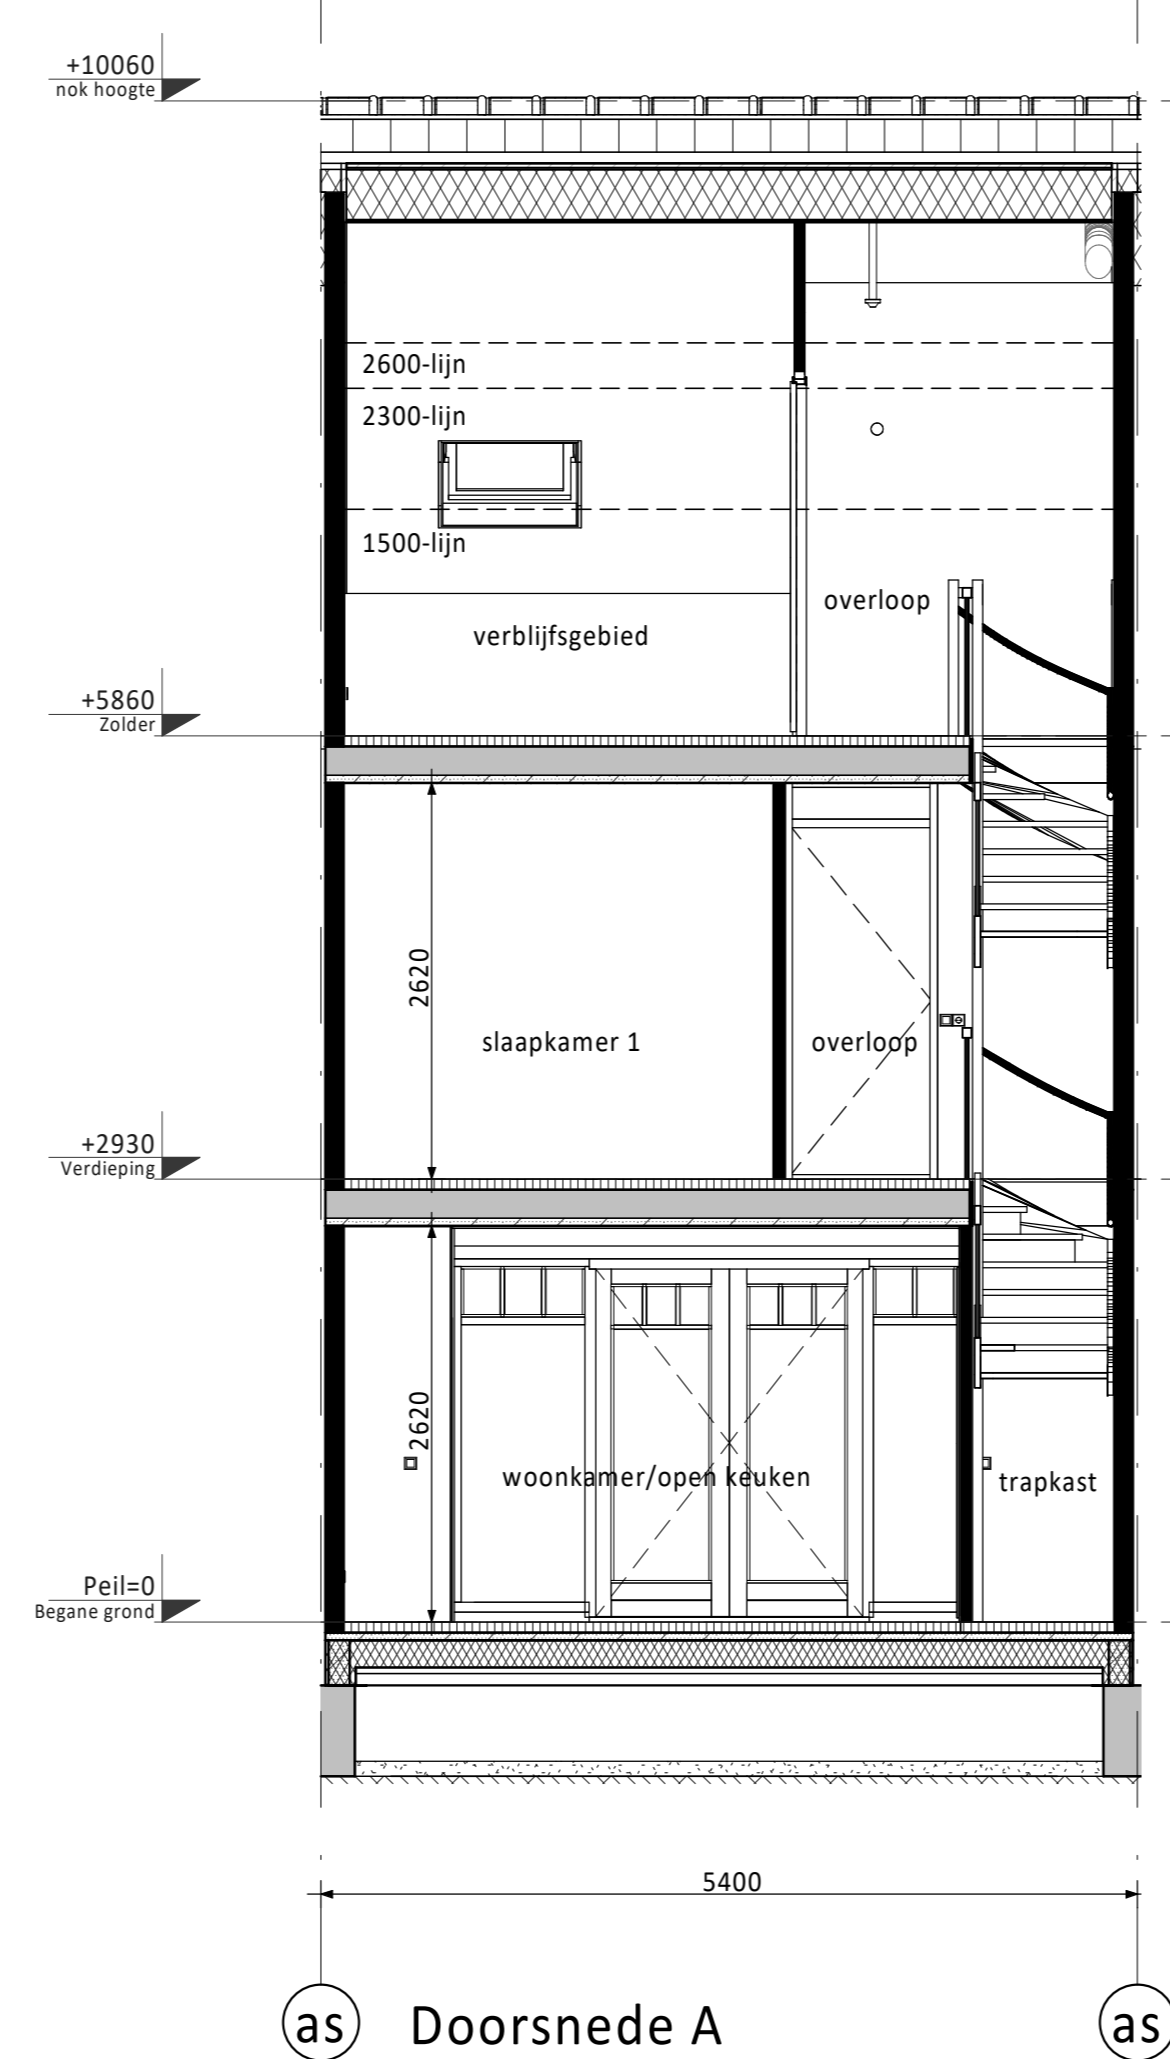 +10060
nok hoogte
2600-lijn
2300-lijn
1500-lijn
overloop
verblijfsgebied
+5860
Zolder
2620
slaapkamer 1
overloop
+2930
Verdieping
2620
woonkamer/open keuken
trapkast
Peil=0
Begane grond
5400
as
Doorsnede A
as